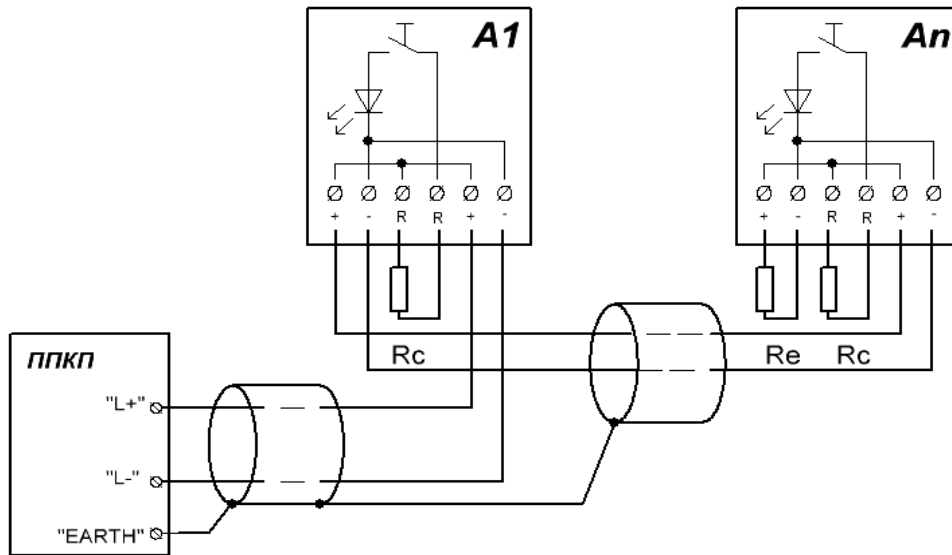 A1
An
+ - R R + -
+ - R R + -
Rc
Re Rc
ППКП
"L+"
"L-"
"EARTH"